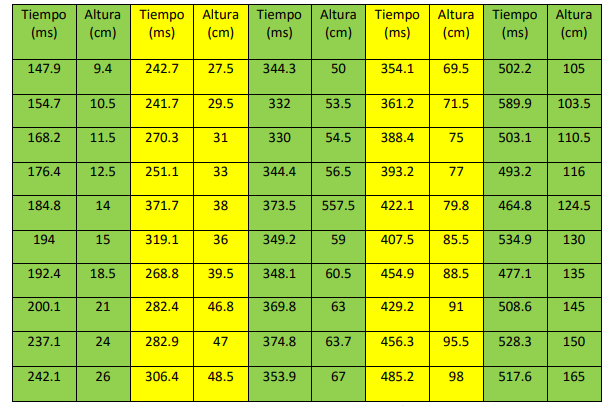 Tiempo (ms) Altura (cm) Tiempo (ms) Altura (cm) Tiempo (ms) Altura (cm) Tiempo (ms) Altura (cm) Tiempo (ms) Altura (cm)
147.9 9.4 242.7 27.5 344.3 50 354.1 69.5 502.2 105
154.7 10.5 241.7 29.5 332 53.5 361.2 71.5 589.9 103.5
168.2 11.5 270.3 31 330 54.5 388.4 75 503.1 110.5
176.4 12.5 251.1 33 344.4 56.5 393.2 77 493.2 116
184.8 14 371.7 38 373.5 557.5 422.1 79.8 464.8 124.5
194 15 319.1 36 349.2 59 407.5 85.5 534.9 130
192.4 18.5 268.8 39.5 348.1 60.5 454.9 88.5 477.1 135
200.1 21 282.4 46.8 369.8 63 429.2 91 508.6 145
237.1 24 282.9 47 374.8 63.7 456.3 95.5 528.3 150
242.1 26 306.4 48.5 353.9 67 485.2 98 517.6 165